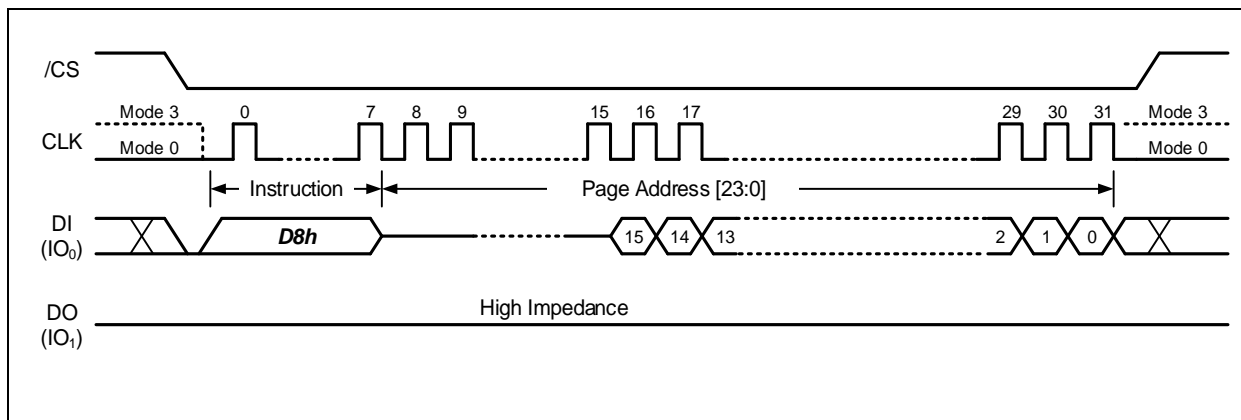 /CS
Mode 3 0 7 8 9 15 16 17 29 30 31 Mode 3
CLK
Mode 0 Mode 0
Instruction Page Address [23:0]
DI
(IO₀)
D8h 15 14 13 2 1 0
High Impedance
DO
(IO₁)